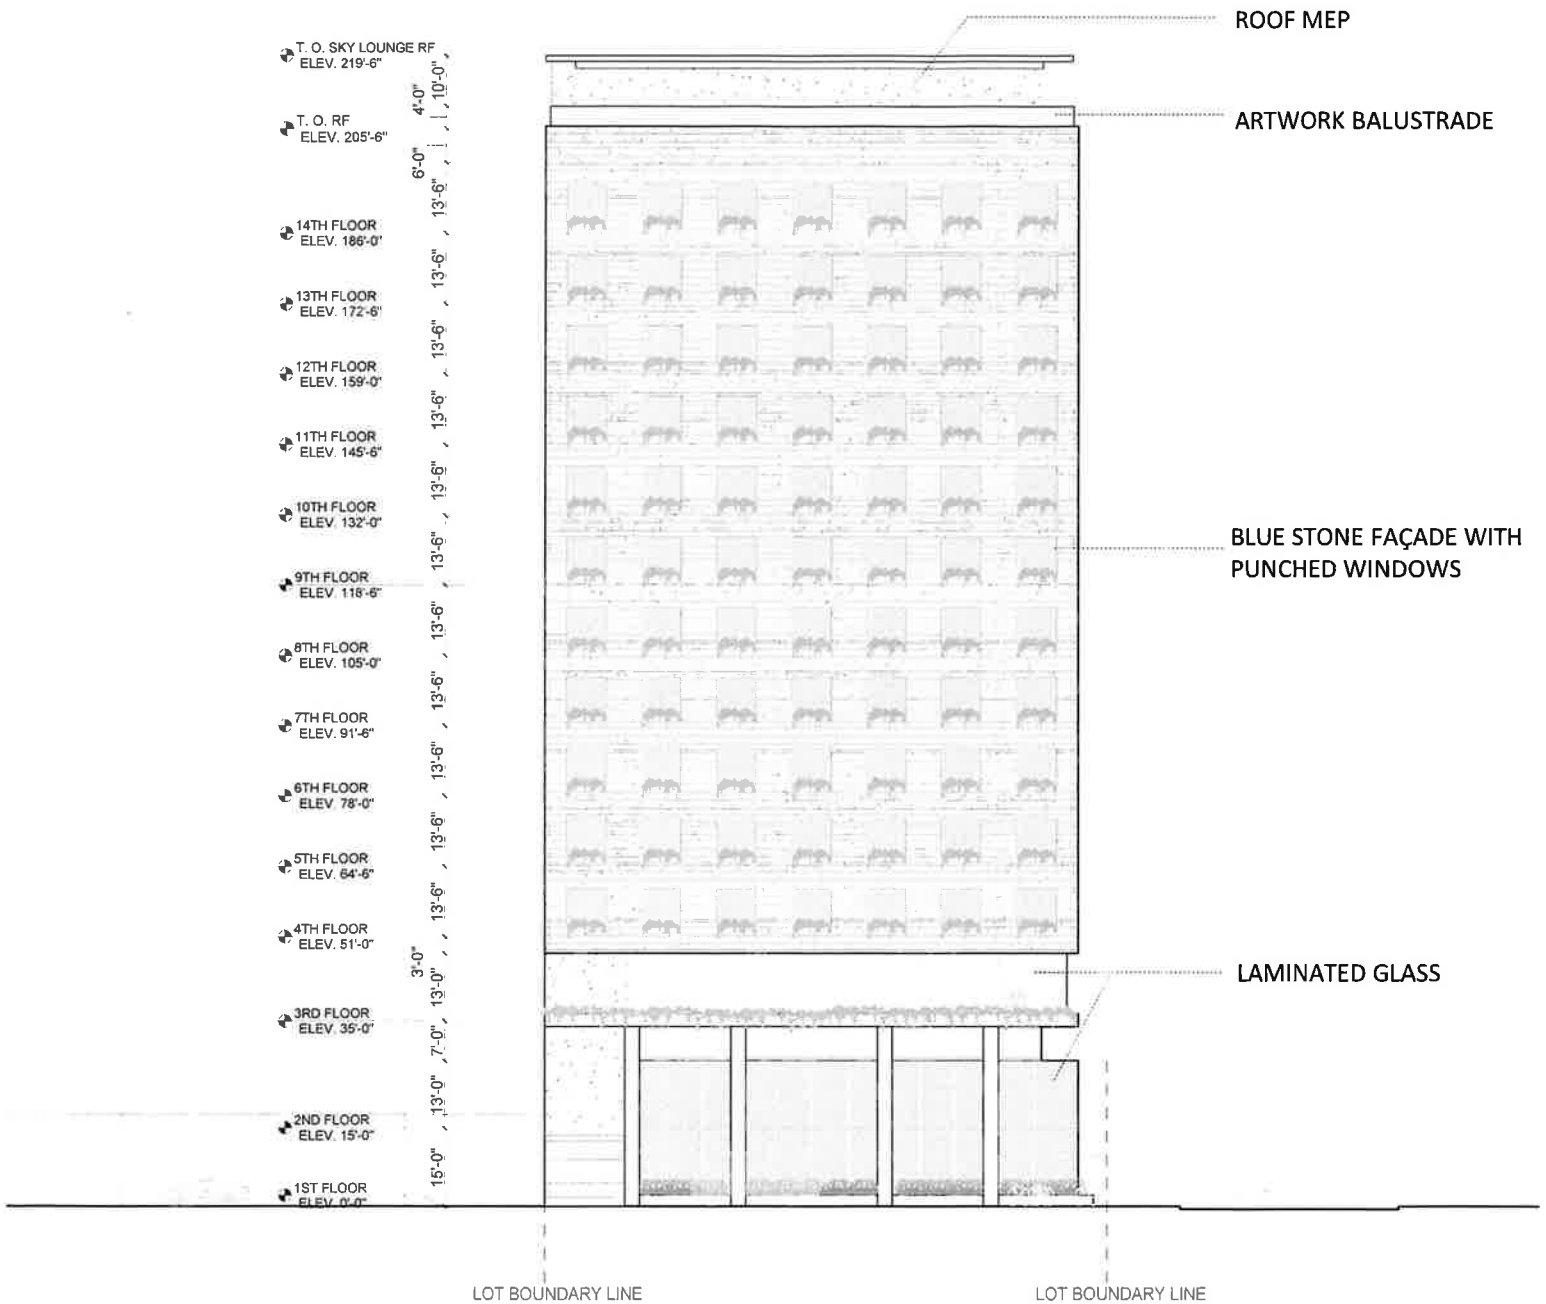 ROOF MEP
T. O. SKY LOUNGE RF
ELEV. 219'-6"
10'-0"
4'-0"
ARTWORK BALUSTRADE
T. O. RF
ELEV. 205'-6"
6'-0"
13'-6"
14TH FLOOR
ELEV. 186'-0"
13'-6"
13TH FLOOR
ELEV. 172'-6"
13'-6"
12TH FLOOR
ELEV. 159'-0"
13'-6"
11TH FLOOR
ELEV. 145'-6"
13'-6"
10TH FLOOR
ELEV. 132'-0"
13'-6"
BLUE STONE FAÇADE WITH
PUNCHED WINDOWS
9TH FLOOR
ELEV. 118'-6"
13'-6"
8TH FLOOR
ELEV. 105'-0"
13'-6"
7TH FLOOR
ELEV. 91'-6"
13'-6"
6TH FLOOR
ELEV. 78'-0"
13'-6"
5TH FLOOR
ELEV. 64'-6"
13'-6"
4TH FLOOR
ELEV. 51'-0"
3'-0"
13'-0"
LAMINATED GLASS
3RD FLOOR
ELEV. 35'-0"
7'-0"
13'-0"
2ND FLOOR
ELEV. 15'-0"
15'-0"
1ST FLOOR
ELEV. 0'-0"
LOT BOUNDARY LINE
LOT BOUNDARY LINE